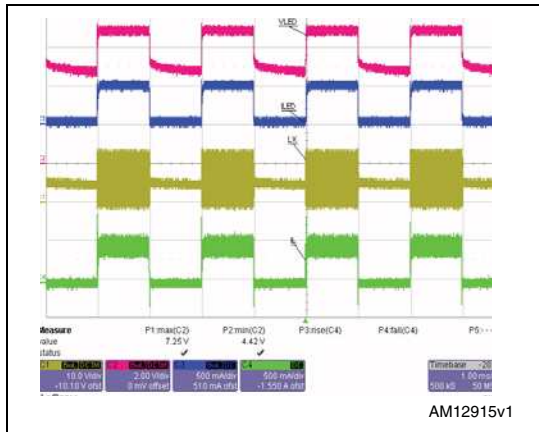 VLED
ILED
LX
IL
Measure P1:max(C2) P2:min(C2) P3:rise(C4) P4:fall(C4) P5:---
value 7.25 V 4.42 V
status ✓ ✓
C4
10.0 V/div 2.00 V/div 500 mA/div 500 mA/div
-10.10 V ofst 0 mV offset 510 mA ofst -1.550 A ofst
Timebase
1.00 ms
500 kS
AM12915v1